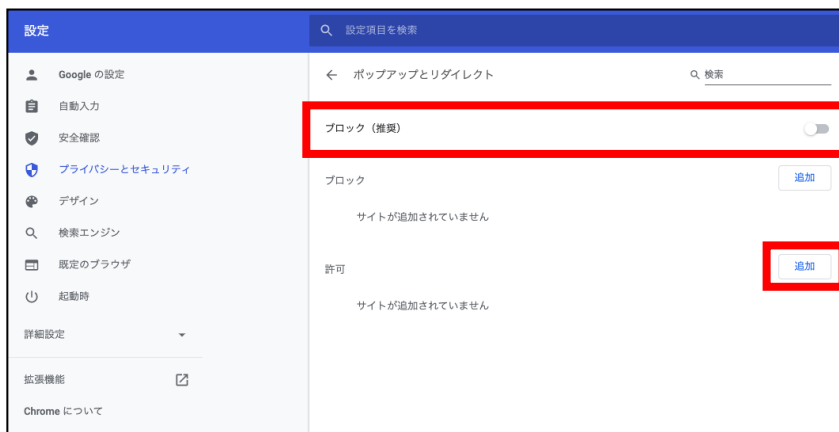 設定
設定項目を検索
Google の設定
自動入力
安全確認
プライバシーとセキュリティ
デザイン
検索エンジン
既定のブラウザ
起動時
詳細設定
拡張機能
Chrome について
ポップアップとリダイレクト
検索
ブロック（推奨）
ブロック
追加
サイトが追加されていません
許可
追加
サイトが追加されていません